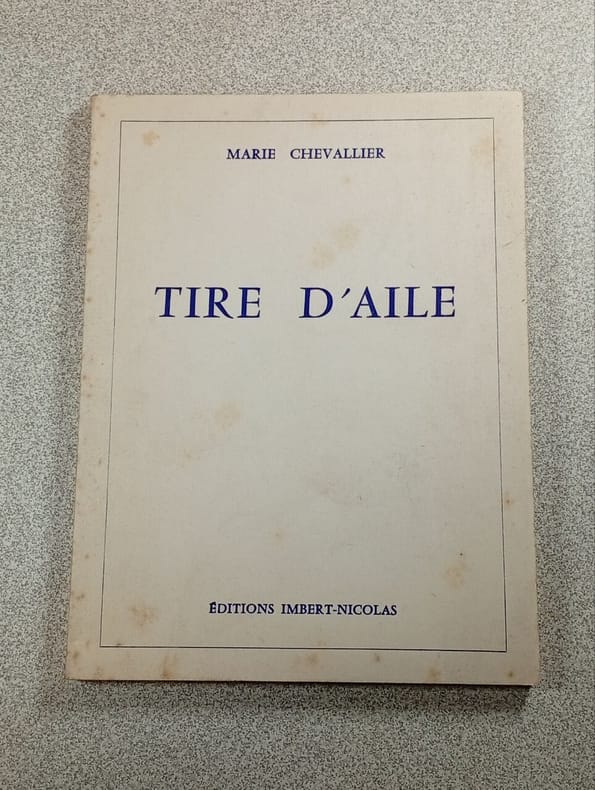 MARIE CHEVALLIER
TIRE D'AILE
ÉDITIONS IMBERT-NICOLAS